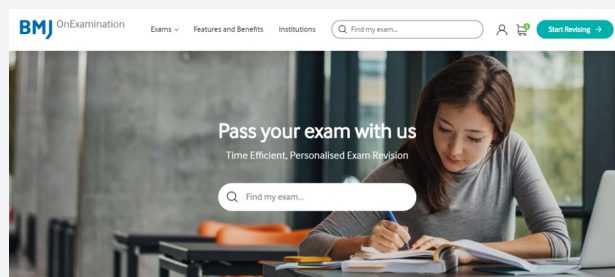 BMJ OnExamination
Exams Features and Benefits Institutions Find my exam... 0 Start Revising →
Pass your exam with us
Time Efficient, Personalised Exam Revision
Find my exam...